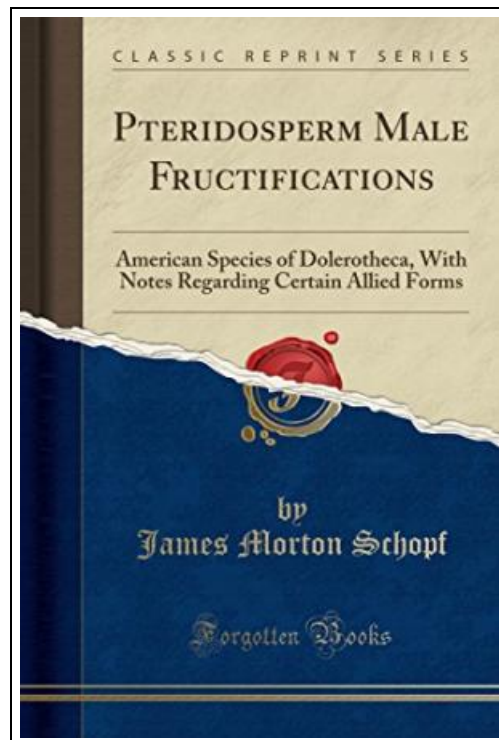 CLASSIC REPRINT SERIES
PTERIDOSPERM MALE
FRUCTIFICATIONS
American Species of Dolerotheca, With
Notes Regarding Certain Allied Forms
by
James Morton Schopf
Forgotten Books